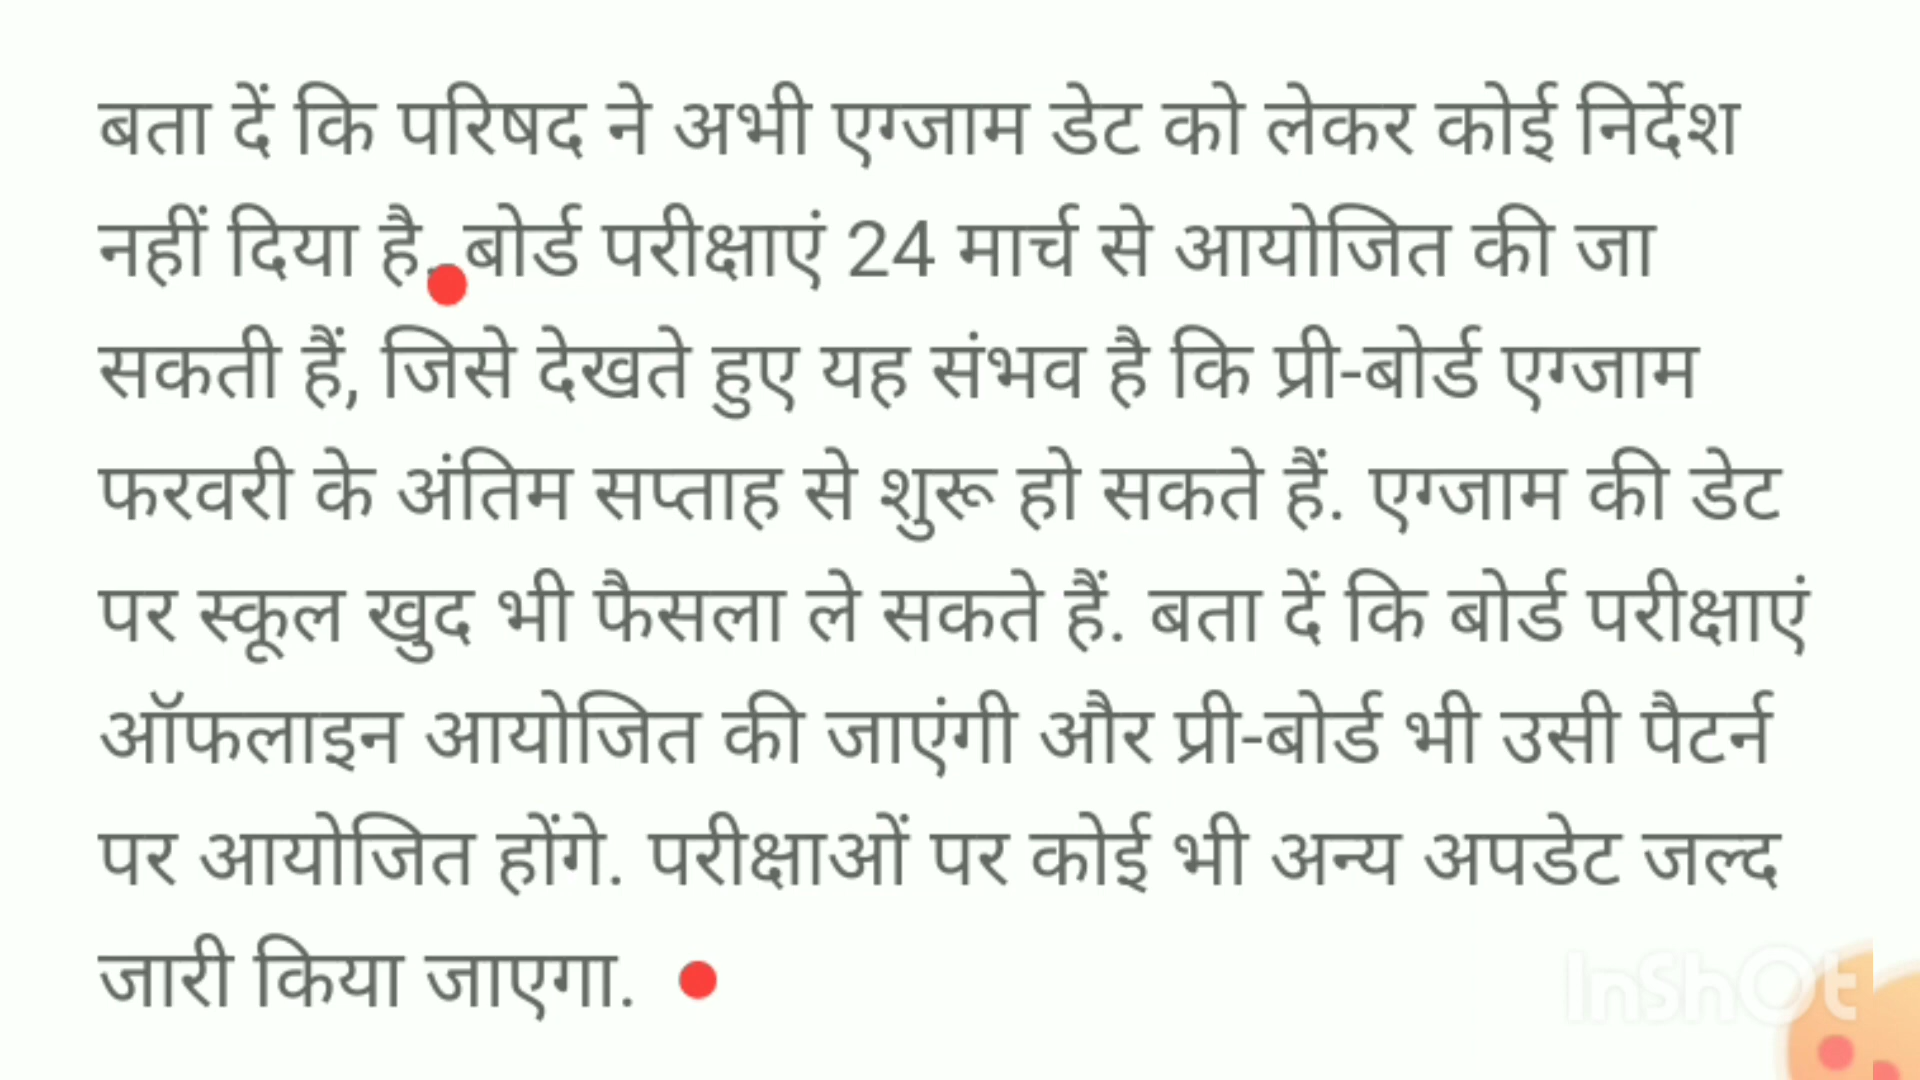 बता दें कि परिषद ने अभी एग्जाम डेट को लेकर कोई निर्देश
नहीं दिया है. बोर्ड परीक्षाएं 24 मार्च से आयोजित की जा
सकती हैं, जिसे देखते हुए यह संभव है कि प्री-बोर्ड एग्जाम
फरवरी के अंतिम सप्ताह से शुरू हो सकते हैं. एग्जाम की डेट
पर स्कूल खुद भी फैसला ले सकते हैं. बता दें कि बोर्ड परीक्षाएं
ऑफलाइन आयोजित की जाएंगी और प्री-बोर्ड भी उसी पैटर्न
पर आयोजित होंगे. परीक्षाओं पर कोई भी अन्य अपडेट जल्द
जारी किया जाएगा.
InShOt